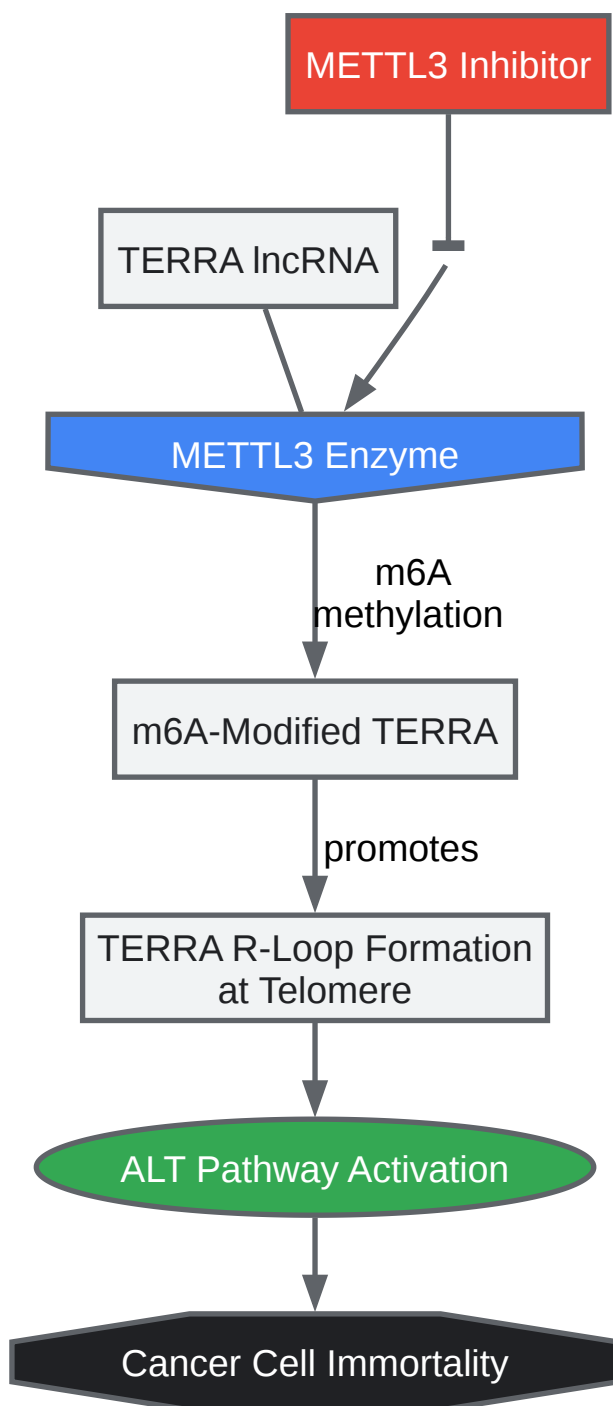 METTL3 Inhibitor
TERRA lncRNA
METTL3 Enzyme
m6A
methylation
m6A-Modified TERRA
promotes
TERRA R-Loop Formation
at Telomere
ALT Pathway Activation
Cancer Cell Immortality